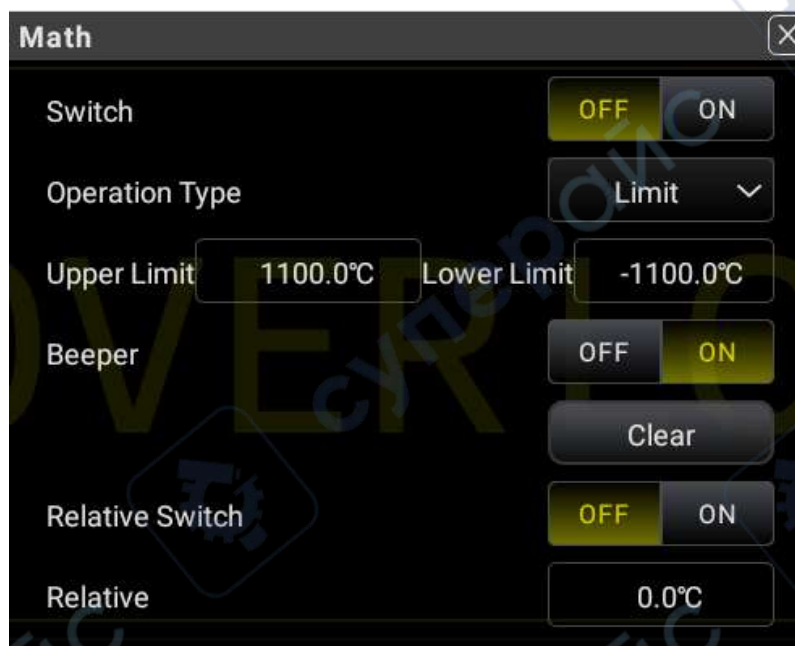 Math
Switch OFF ON
Operation Type Limit
Upper Limit 1100.0℃ Lower Limit -1100.0℃
Beeper OFF ON
Clear
Relative Switch OFF ON
Relative 0.0℃
суперайс